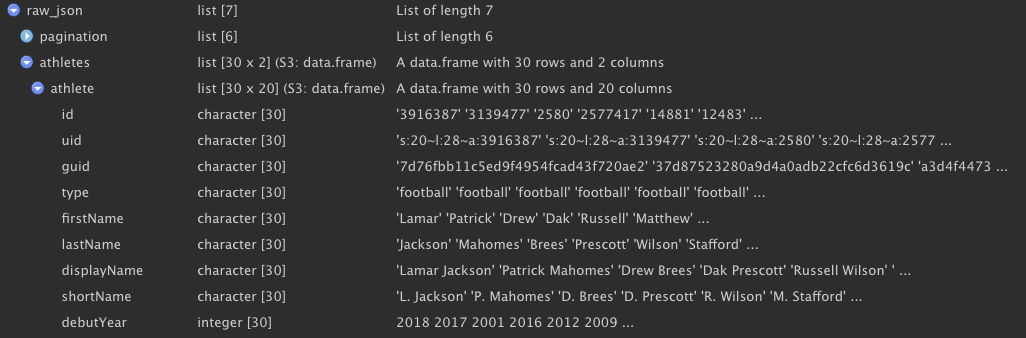 raw_json list [7] List of length 7
pagination list [6] List of length 6
athletes list [30 x 2] (S3: data.frame) A data.frame with 30 rows and 2 columns
athlete list [30 x 20] (S3: data.frame) A data.frame with 30 rows and 20 columns
id character [30] '3916387' '3139477' '2580' '2577417' '14881' '12483' ...
uid character [30] 's:20~l:28~a:3916387' 's:20~l:28~a:3139477' 's:20~l:28~a:2580' 's:20~l:28~a:2577 ...
guid character [30] '7d76fbb11c5ed9f4954fcad43f720ae2' '37d87523280a9d4a0adb22cfc6d3619c' 'a3d4f4473 ...
type character [30] 'football' 'football' 'football' 'football' 'football' 'football' ...
firstName character [30] 'Lamar' 'Patrick' 'Drew' 'Dak' 'Russell' 'Matthew' ...
lastName character [30] 'Jackson' 'Mahomes' 'Brees' 'Prescott' 'Wilson' 'Stafford' ...
displayName character [30] 'Lamar Jackson' 'Patrick Mahomes' 'Drew Brees' 'Dak Prescott' 'Russell Wilson' ' ...
shortName character [30] 'L. Jackson' 'P. Mahomes' 'D. Brees' 'D. Prescott' 'R. Wilson' 'M. Stafford' ...
debutYear integer [30] 2018 2017 2001 2016 2012 2009 ...